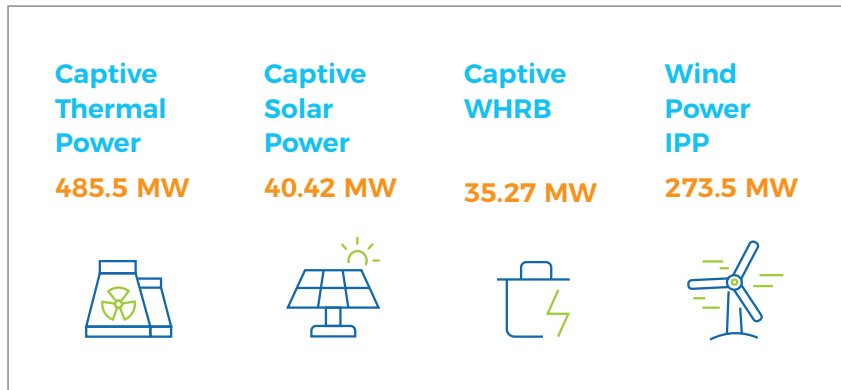 Captive
Thermal
Power
485.5 MW
Captive
Solar
Power
40.42 MW
Captive
WHRB
35.27 MW
Wind
Power
IPP
273.5 MW